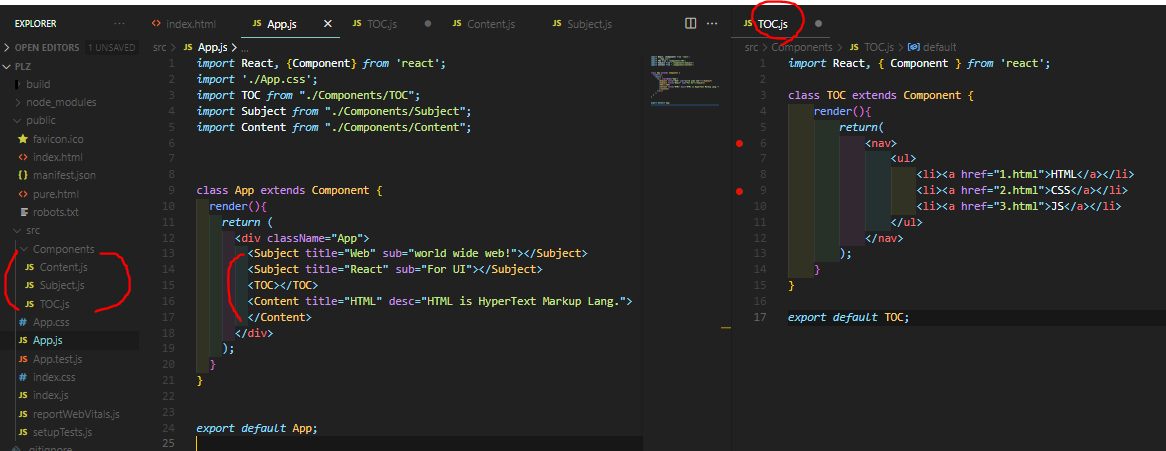 EXPLORER
OPEN EDITORS 1 UNSAVED
PLZ
build
node_modules
public
favicon.ico
index.html
manifest.json
pure.html
robots.txt
src
Components
Content.js
Subject.js
TOC.js
App.css
App.js
App.test.js
index.css
index.js
reportWebVitals.js
setupTests.js
.gitignore
index.html JS App.js JS TOC.js JS Content.js JS Subject.js
src > JS App.js > ...
1 import React, {Component} from 'react';
2 import './App.css';
3 import TOC from "./Components/TOC";
4 import Subject from "./Components/Subject";
5 import Content from "./Components/Content";
6
7
8
9 class App extends Component {
10 render(){
11 return (
12 <div className="App">
13 <Subject title="Web" sub="world wide web!"></Subject>
14 <Subject title="React" sub="For UI"></Subject>
15 <TOC></TOC>
16 <Content title="HTML" desc="HTML is HyperText Markup Lang.">
17 </Content>
18 </div>
19 );
20 }
21 }
22
23
24 export default App;
25
JS TOC.js
src > Components > JS TOC.js > default
1 import React, { Component } from 'react';
2
3 class TOC extends Component {
4 render(){
5 return(
6 <nav>
7 <ul>
8 <li><a href="1.html">HTML</a></li>
9 <li><a href="2.html">CSS</a></li>
10 <li><a href="3.html">JS</a></li>
11 </ul>
12 </nav>
13 );
14 }
15 }
16
17 export default TOC;